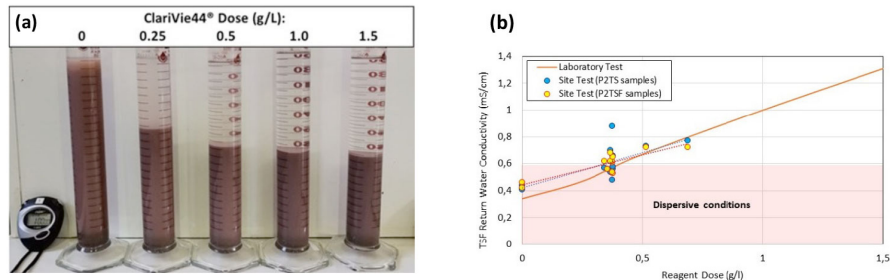 (a)
ClariVie44® Dose (g/L):
0 0.25 0.5 1.0 1.5
(b)
1,4
1,2
1
0,8
0,6
0,4
0,2
0
TSF Return Water Conductivity (mS/cm)
Laboratory Test
Site Test (P2TS samples)
Site Test (P2TSF samples)
Dispersive conditions
0 0,5 1 1,5
Reagent Dose (g/l)